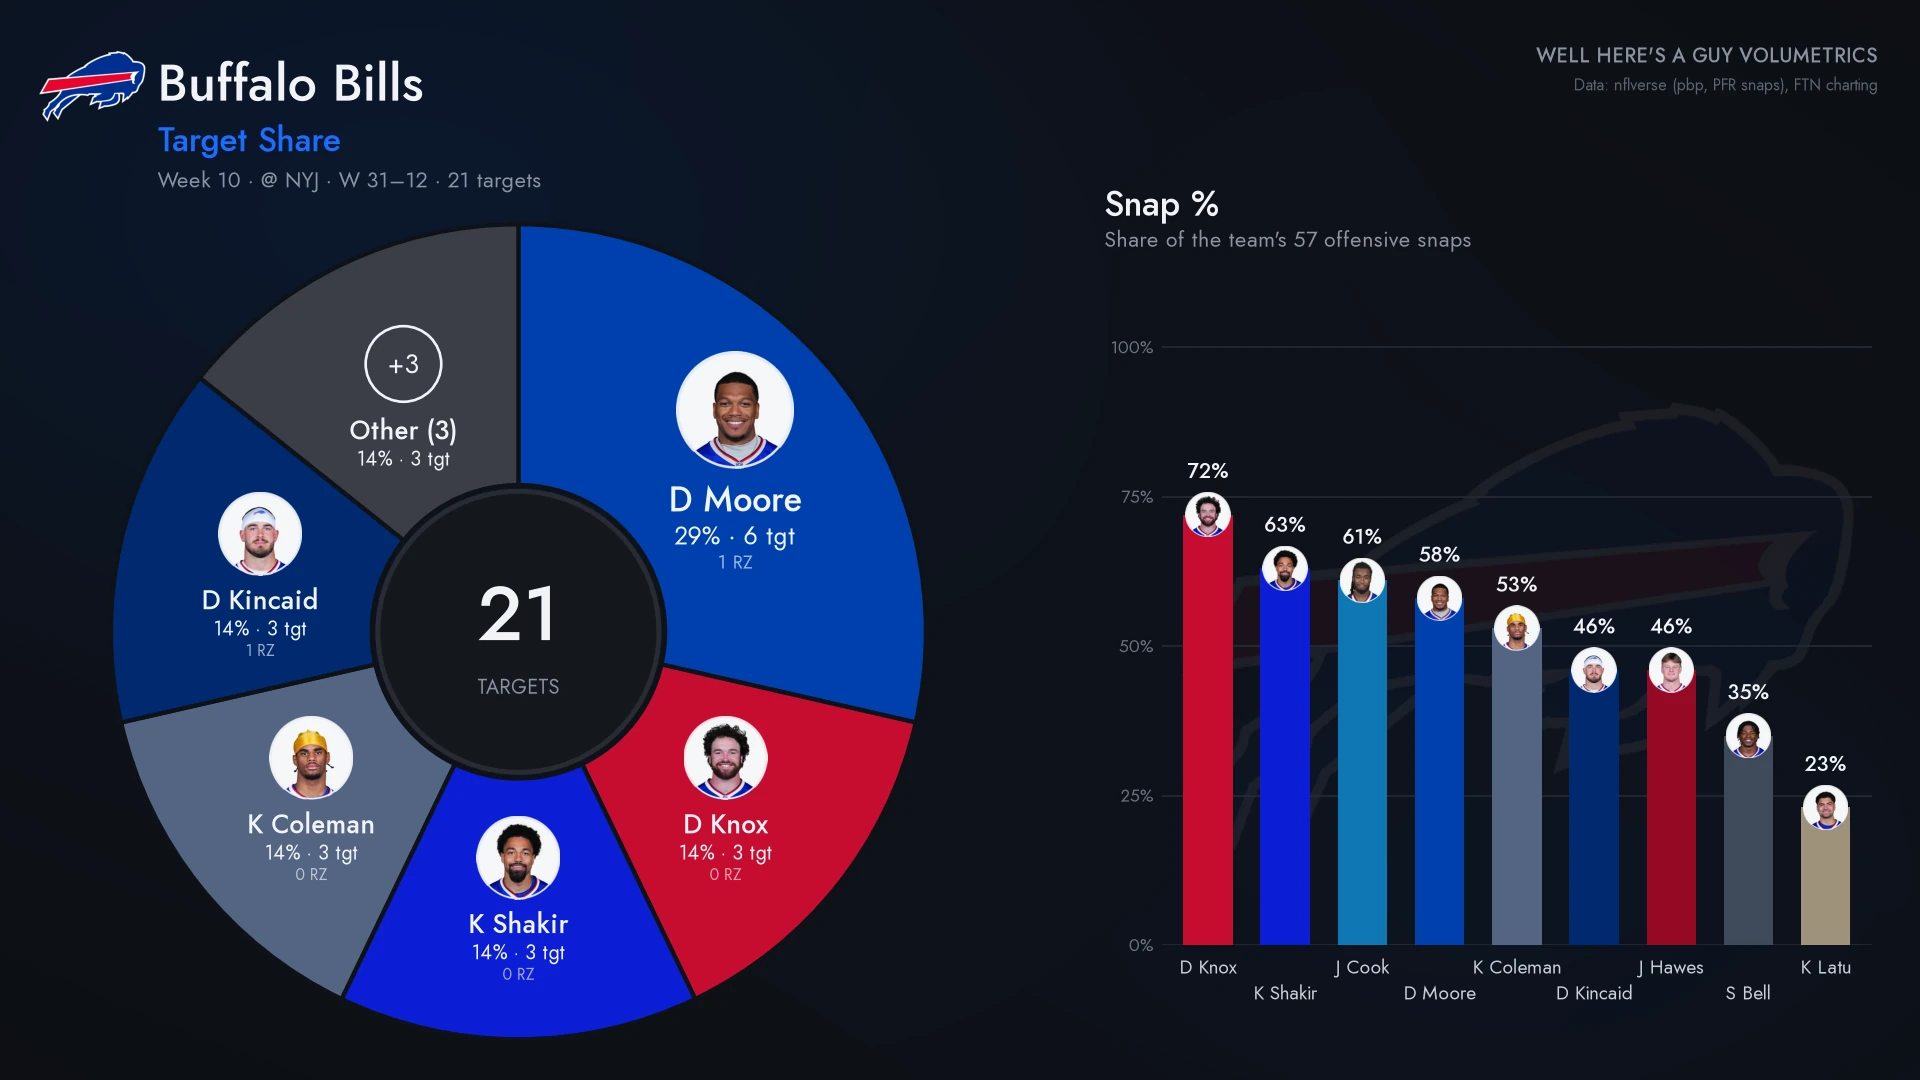 Buffalo Bills
Target Share
Week 10 · @ NYJ · W 31–12 · 21 targets
WELL HERE'S A GUY VOLUMETRICS
Data: nflverse (pbp, PFR snaps), FTN charting
+3
Other (3)
14% · 3 tgt
D Moore
29% · 6 tgt
1 RZ
D Kincaid
14% · 3 tgt
1 RZ
21
TARGETS
K Coleman
14% · 3 tgt
0 RZ
D Knox
14% · 3 tgt
0 RZ
K Shakir
14% · 3 tgt
0 RZ
Snap %
Share of the team's 57 offensive snaps
100%
75%
50%
25%
0%
72%
63%
61%
58%
53%
46%
46%
35%
23%
D Knox
K Shakir
J Cook
D Moore
K Coleman
D Kincaid
J Hawes
S Bell
K Latu